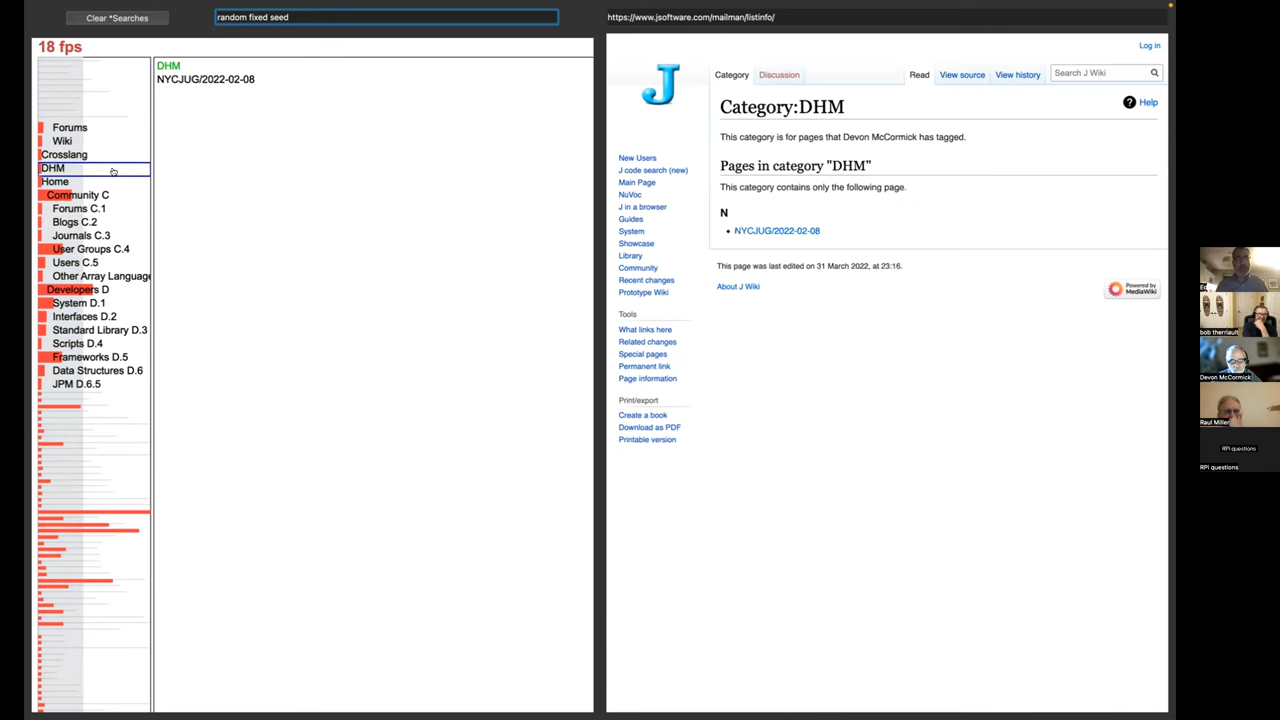 Clear *Searches
random fixed seed
https://www.jsoftware.com/mailman/listinfo/
18 fps
Forums
Wiki
Crosslang
DHM
Home
Community C
Forums C.1
Blogs C.2
Journals C.3
User Groups C.4
Users C.5
Other Array Language
Developers D
System D.1
Interfaces D.2
Standard Library D.3
Scripts D.4
Frameworks D.5
Data Structures D.6
JPM D.6.5
DHM
NYCJUG/2022-02-08
Log in
Category
Discussion
Read
View source
View history
Search J Wiki
Category:DHM
? Help
This category is for pages that Devon McCormick has tagged.
Pages in category "DHM"
This category contains only the following page.
N
NYCJUG/2022-02-08
This page was last edited on 31 March 2022, at 23:16.
About J Wiki
Powered by
MediaWiki
J
New Users
J code search (new)
Main Page
NuVoc
J in a browser
Guides
System
Showcase
Library
Community
Recent changes
Prototype Wiki
Tools
What links here
Related changes
Special pages
Permanent link
Page information
Print/export
Create a book
Download as PDF
Printable version
bob therriault
Devon McCormick
Raul Miller
RPi questions
RPi questions